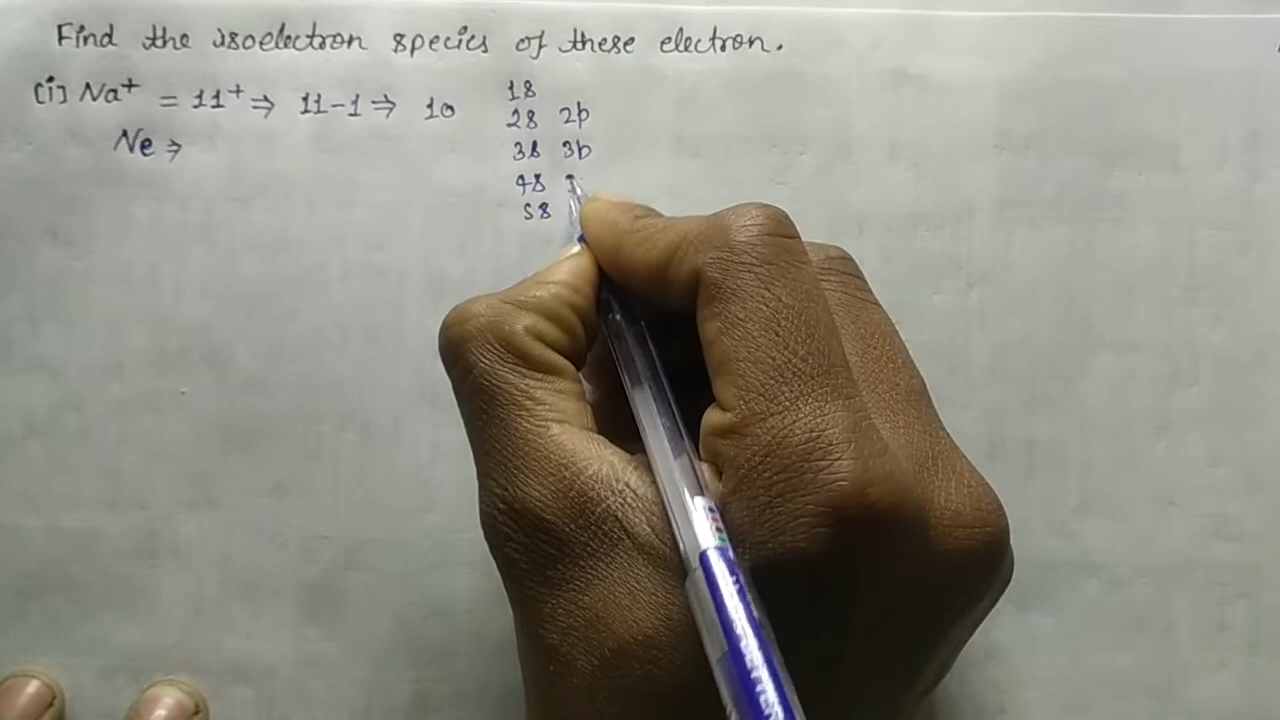 Find the isoelectron species of these electron.
(i) Na⁺ = 11⁺ ⇒ 11-1 ⇒ 10
Ne ⇒
1s
2s 2p
3s 3p
4s
5s